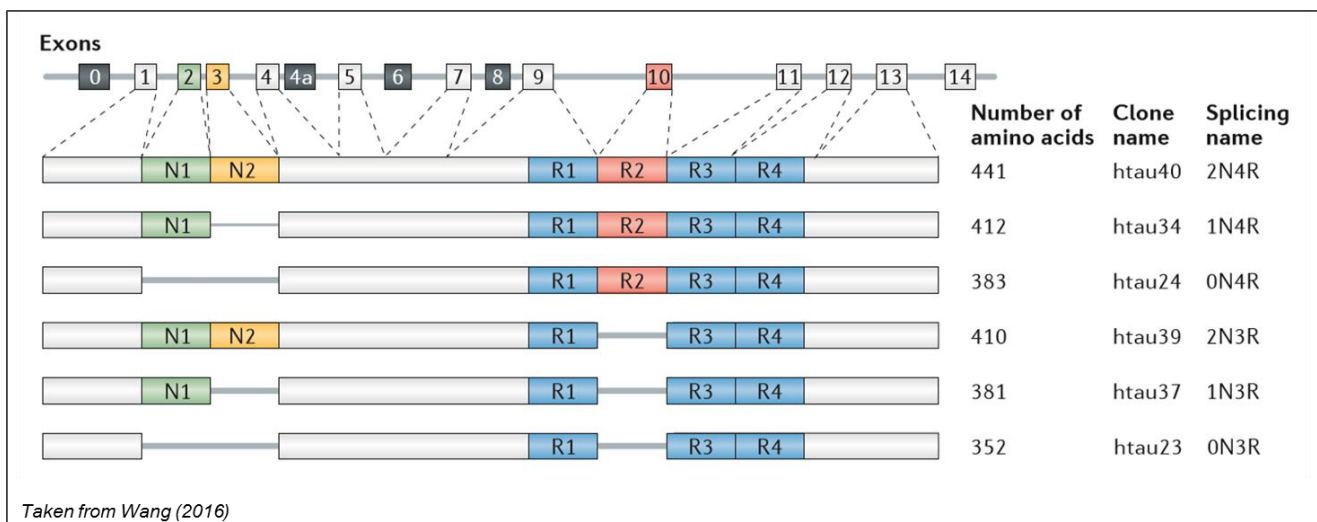 Exons
0 1 2 3 4 4a 5 6 7 8 9 10 11 12 13 14
Number of amino acids Clone name Splicing name
N1 N2 R1 R2 R3 R4 441 htau40 2N4R
N1 R1 R2 R3 R4 412 htau34 1N4R
R1 R2 R3 R4 383 htau24 0N4R
N1 N2 R1 R3 R4 410 htau39 2N3R
N1 R1 R3 R4 381 htau37 1N3R
R1 R3 R4 352 htau23 0N3R
Taken from Wang (2016)